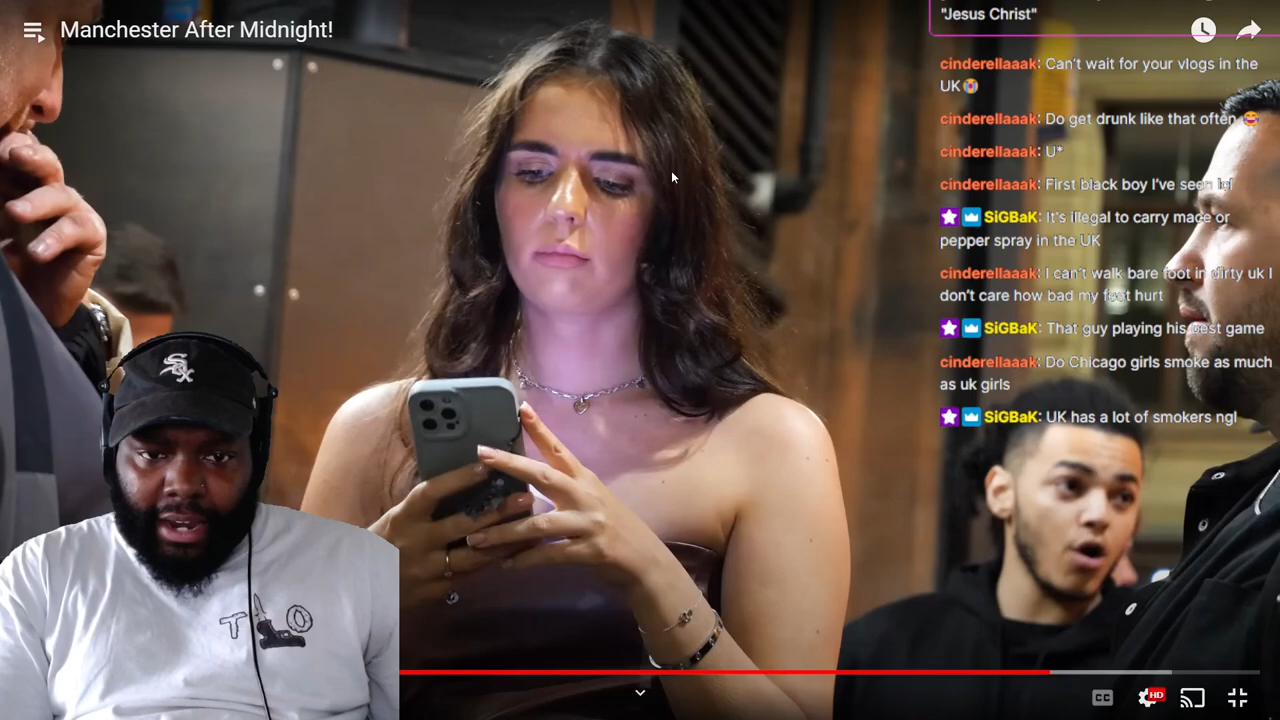 Manchester After Midnight!
"Jesus Christ"
cinderellaaak: Can't wait for your vlogs in the
UK😭
cinderellaaak: Do get drunk like that often 🥰
cinderellaaak: U*
cinderellaaak: First black boy I've seen lol
SiGBaK: It's illegal to carry mace or
pepper spray in the UK
cinderellaaak: I can't walk bare foot in dirty uk I
don't care how bad my feet hurt
SiGBaK: That guy playing his best game
cinderellaaak: Do Chicago girls smoke as much
as uk girls
SiGBaK: UK has a lot of smokers ngl
Sox
TLO
CC
HD